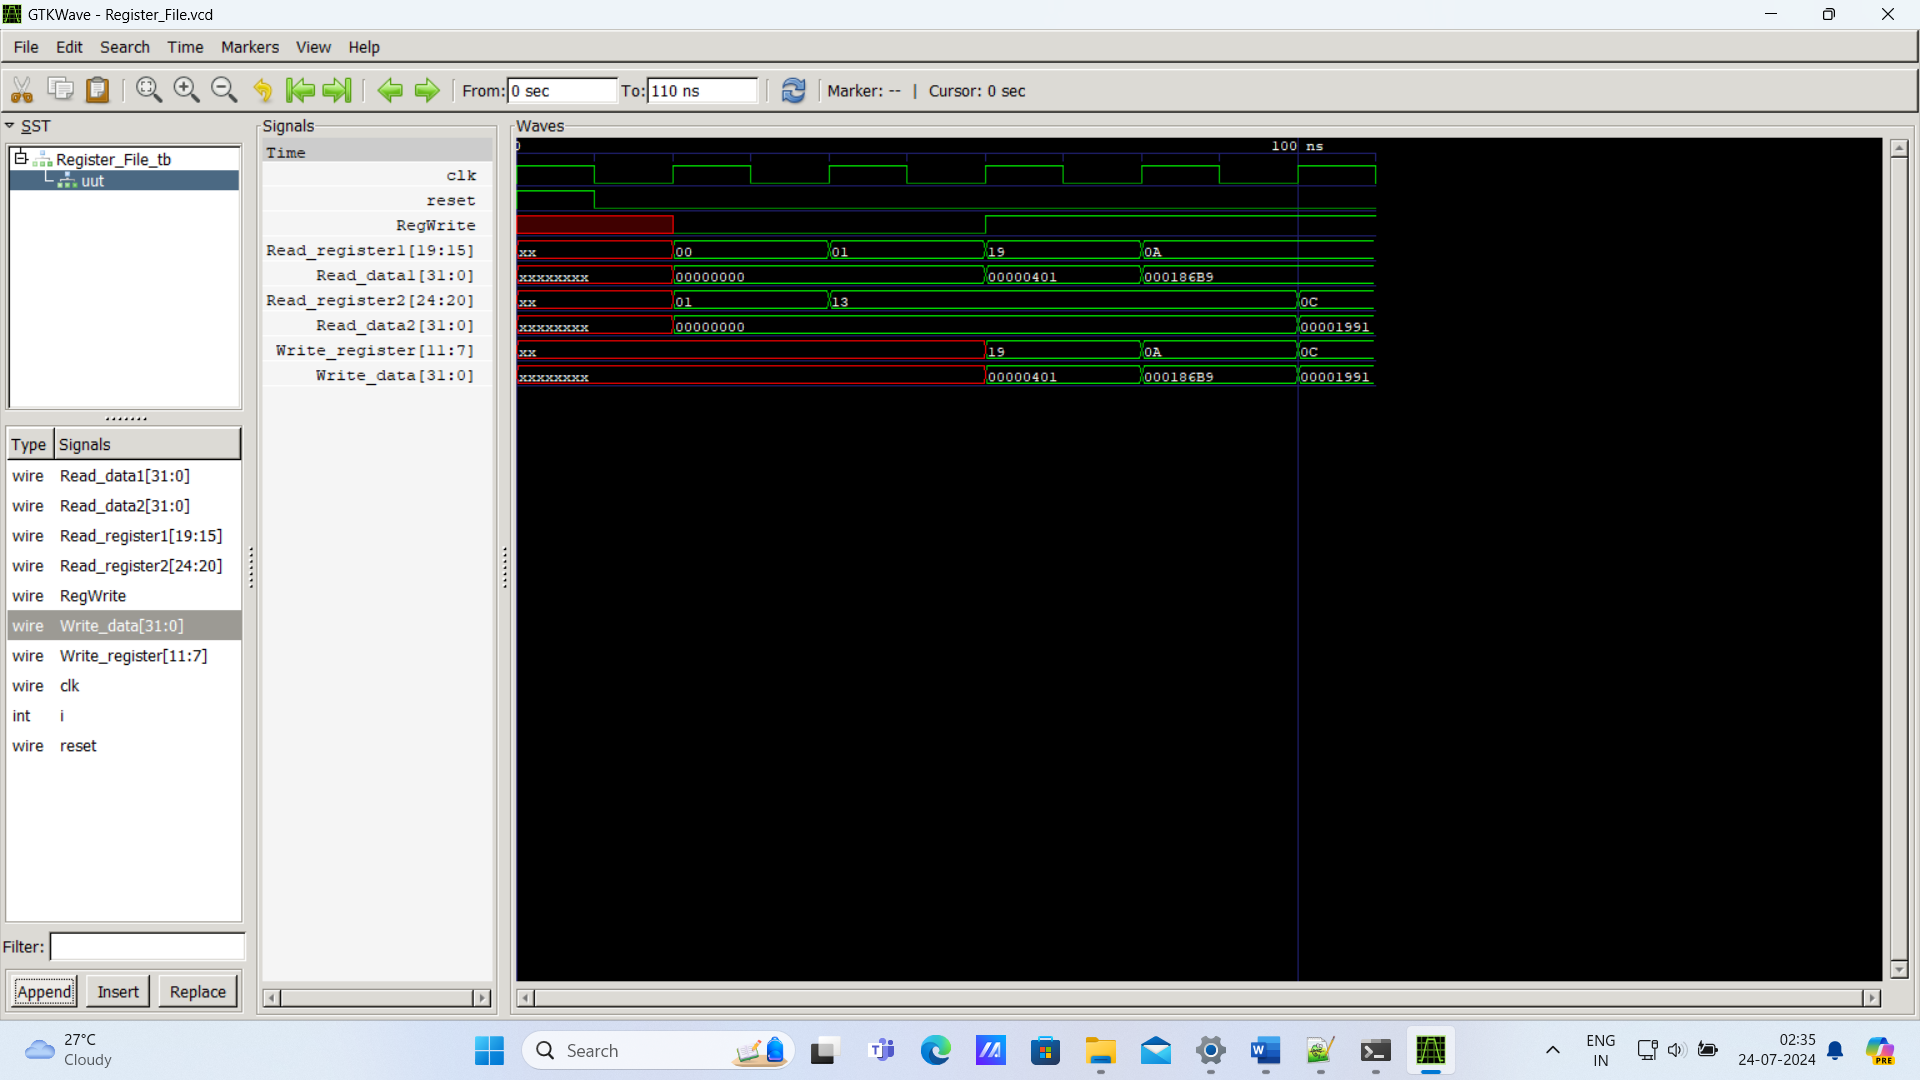 GTKWave - Register_File.vcd
File Edit Search Time Markers View Help
From: 0 sec To: 110 ns Marker: -- | Cursor: 0 sec
SST
Register_File_tb
uut
Type Signals
wire Read_data1[31:0]
wire Read_data2[31:0]
wire Read_register1[19:15]
wire Read_register2[24:20]
wire RegWrite
wire Write_data[31:0]
wire Write_register[11:7]
wire clk
int i
wire reset
Filter:
Append Insert Replace
Signals
Time
clk
reset
RegWrite
Read_register1[19:15]
Read_data1[31:0]
Read_register2[24:20]
Read_data2[31:0]
Write_register[11:7]
Write_data[31:0]
Waves
0 100 ns
xx 00 01 19 0A
xxxxxxxx 00000000 00000401 000186B9
xx 01 13 0C
xxxxxxxx 00000000 00001991
xx 19 0A 0C
xxxxxxxx 00000401 000186B9 00001991
27°C
Cloudy
Search
ENG
IN
02:35
24-07-2024
PRE